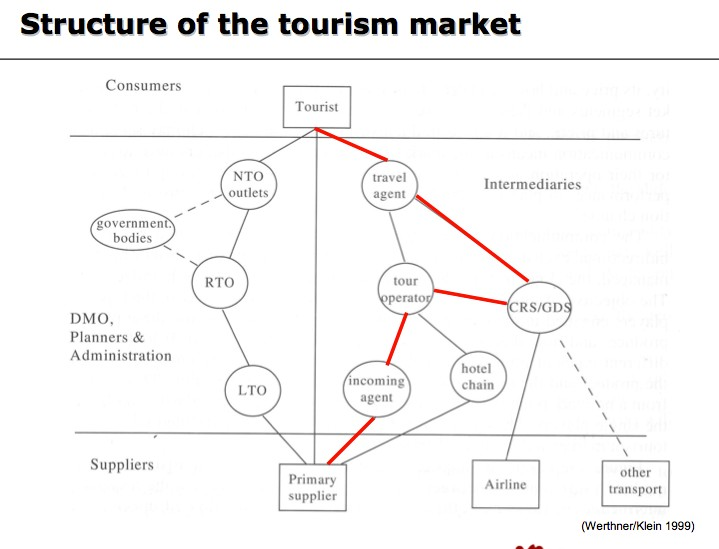 Structure of the tourism market
Consumers
Tourist
NTO
outlets
travel
agent
Intermediaries
government
bodies
RTO
tour
operator
CRS/GDS
DMO,
Planners &
Administration
LTO
incoming
agent
hotel
chain
Suppliers
Primary
supplier
Airline
other
transport
(Werthner/Klein 1999)